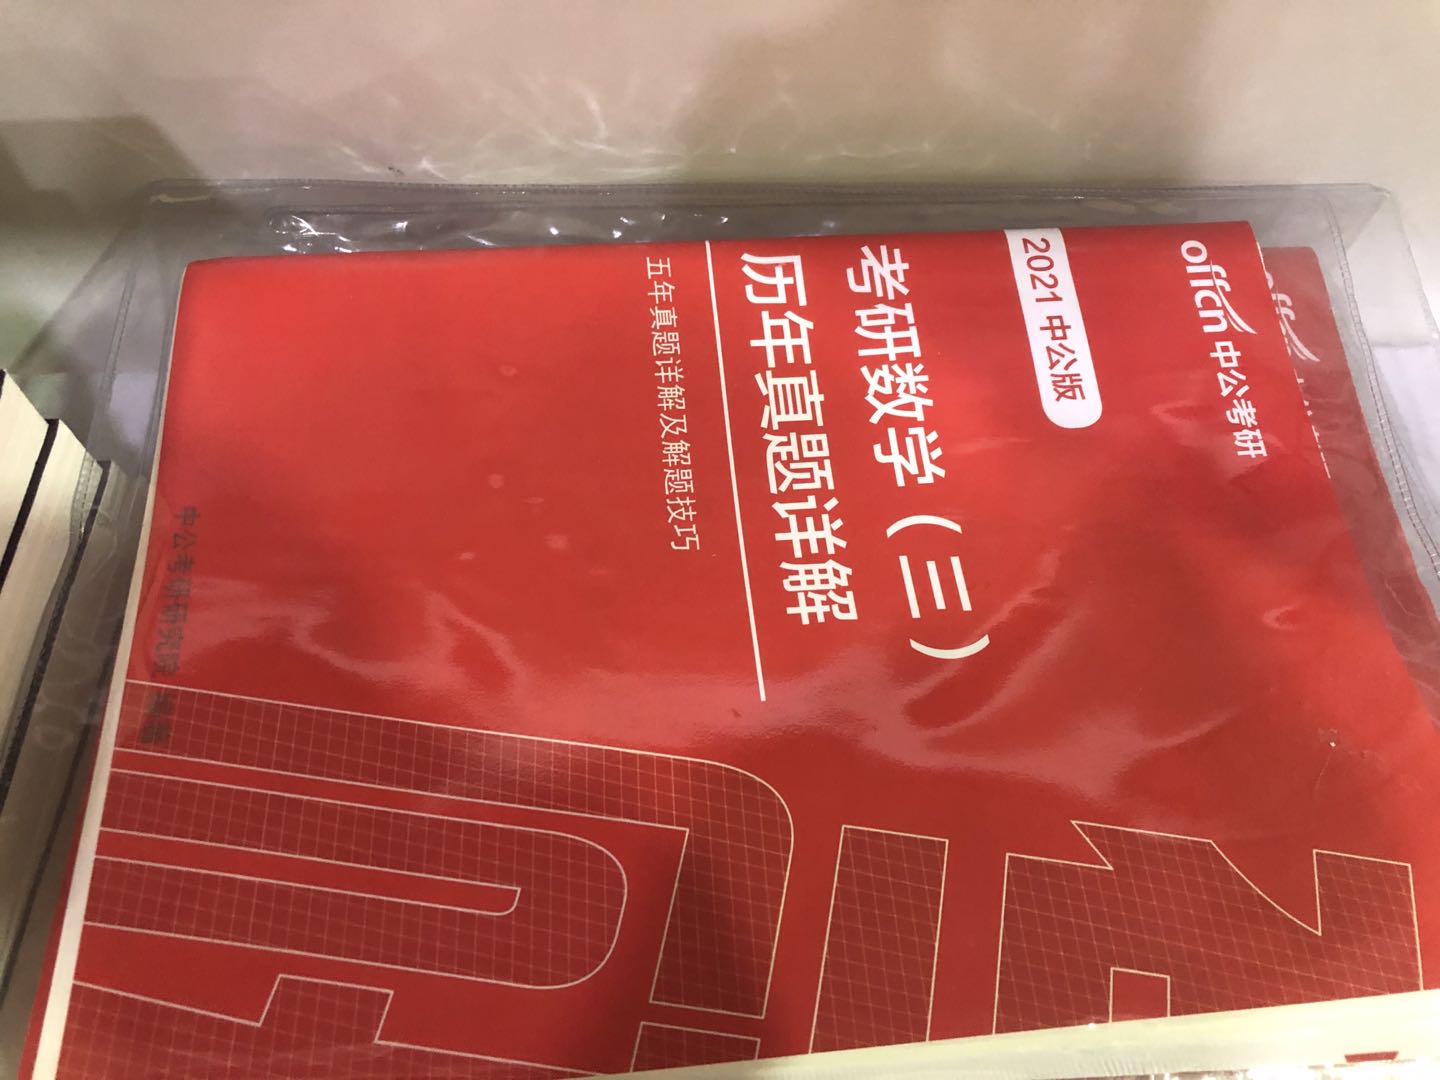 offcn 中公考研
2021 中公版
考研数学（三）
历年真题详解
五年真题详解及解题技巧
中公考研研究院
offcn